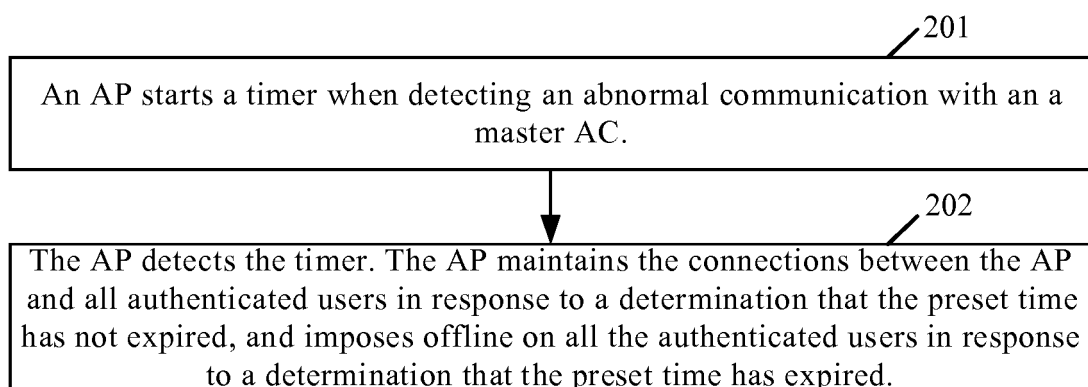 201
An AP starts a timer when detecting an abnormal communication with an a
master AC.
202
The AP detects the timer. The AP maintains the connections between the AP
and all authenticated users in response to a determination that the preset time
has not expired, and imposes offline on all the authenticated users in response
to a determination that the preset time has expired.